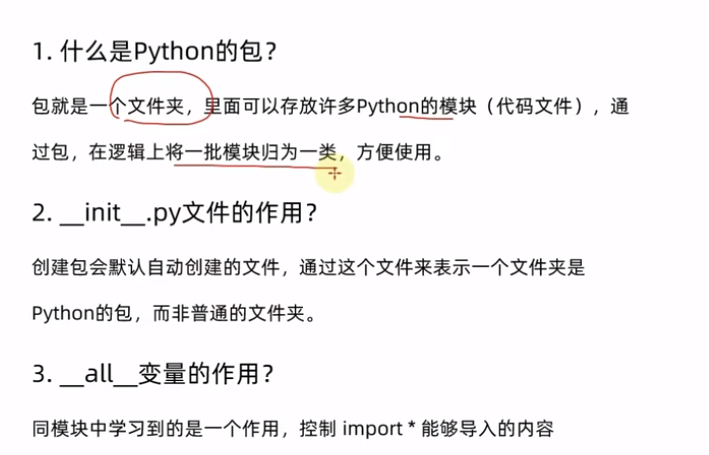 1. 什么是Python的包？
包就是一个文件夹，里面可以存放许多Python的模块（代码文件），通
过包，在逻辑上将一批模块归为一类，方便使用。
2. __init__.py文件的作用？
创建包会默认自动创建的文件，通过这个文件来表示一个文件夹是
Python的包，而非普通的文件夹。
3. __all__变量的作用？
同模块中学习到的是一个作用，控制 import * 能够导入的内容